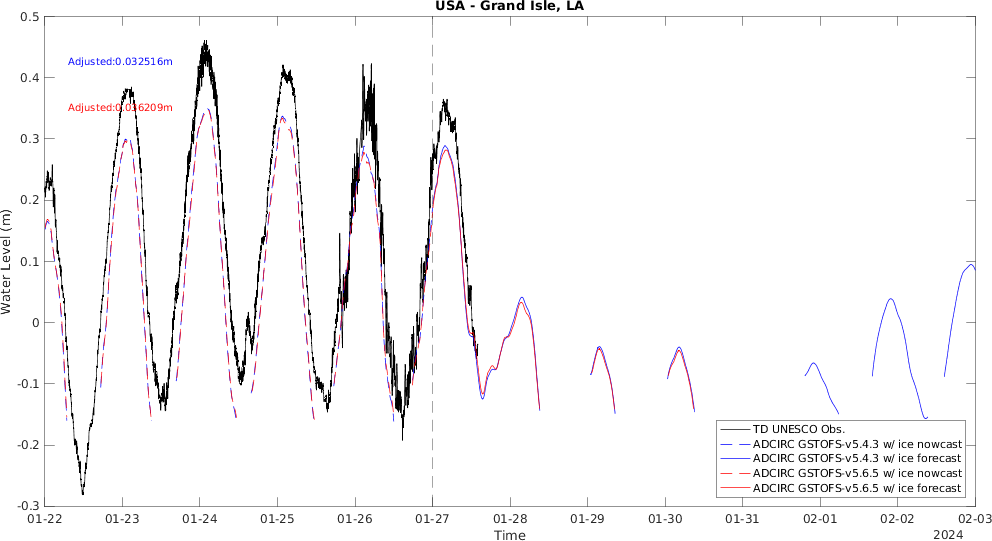 USA - Grand Isle, LA
0.5
0.4
0.3
0.2
0.1
0
-0.1
-0.2
-0.3
Water Level (m)
Adjusted:0.032516m
Adjusted:0.036209m
TD UNESCO Obs.
ADCIRC GSTOFS-v5.4.3 w/ ice nowcast
ADCIRC GSTOFS-v5.4.3 w/ ice forecast
ADCIRC GSTOFS-v5.6.5 w/ ice nowcast
ADCIRC GSTOFS-v5.6.5 w/ ice forecast
01-22 01-23 01-24 01-25 01-26 01-27 01-28 01-29 01-30 01-31 02-01 02-02 02-03
Time
2024